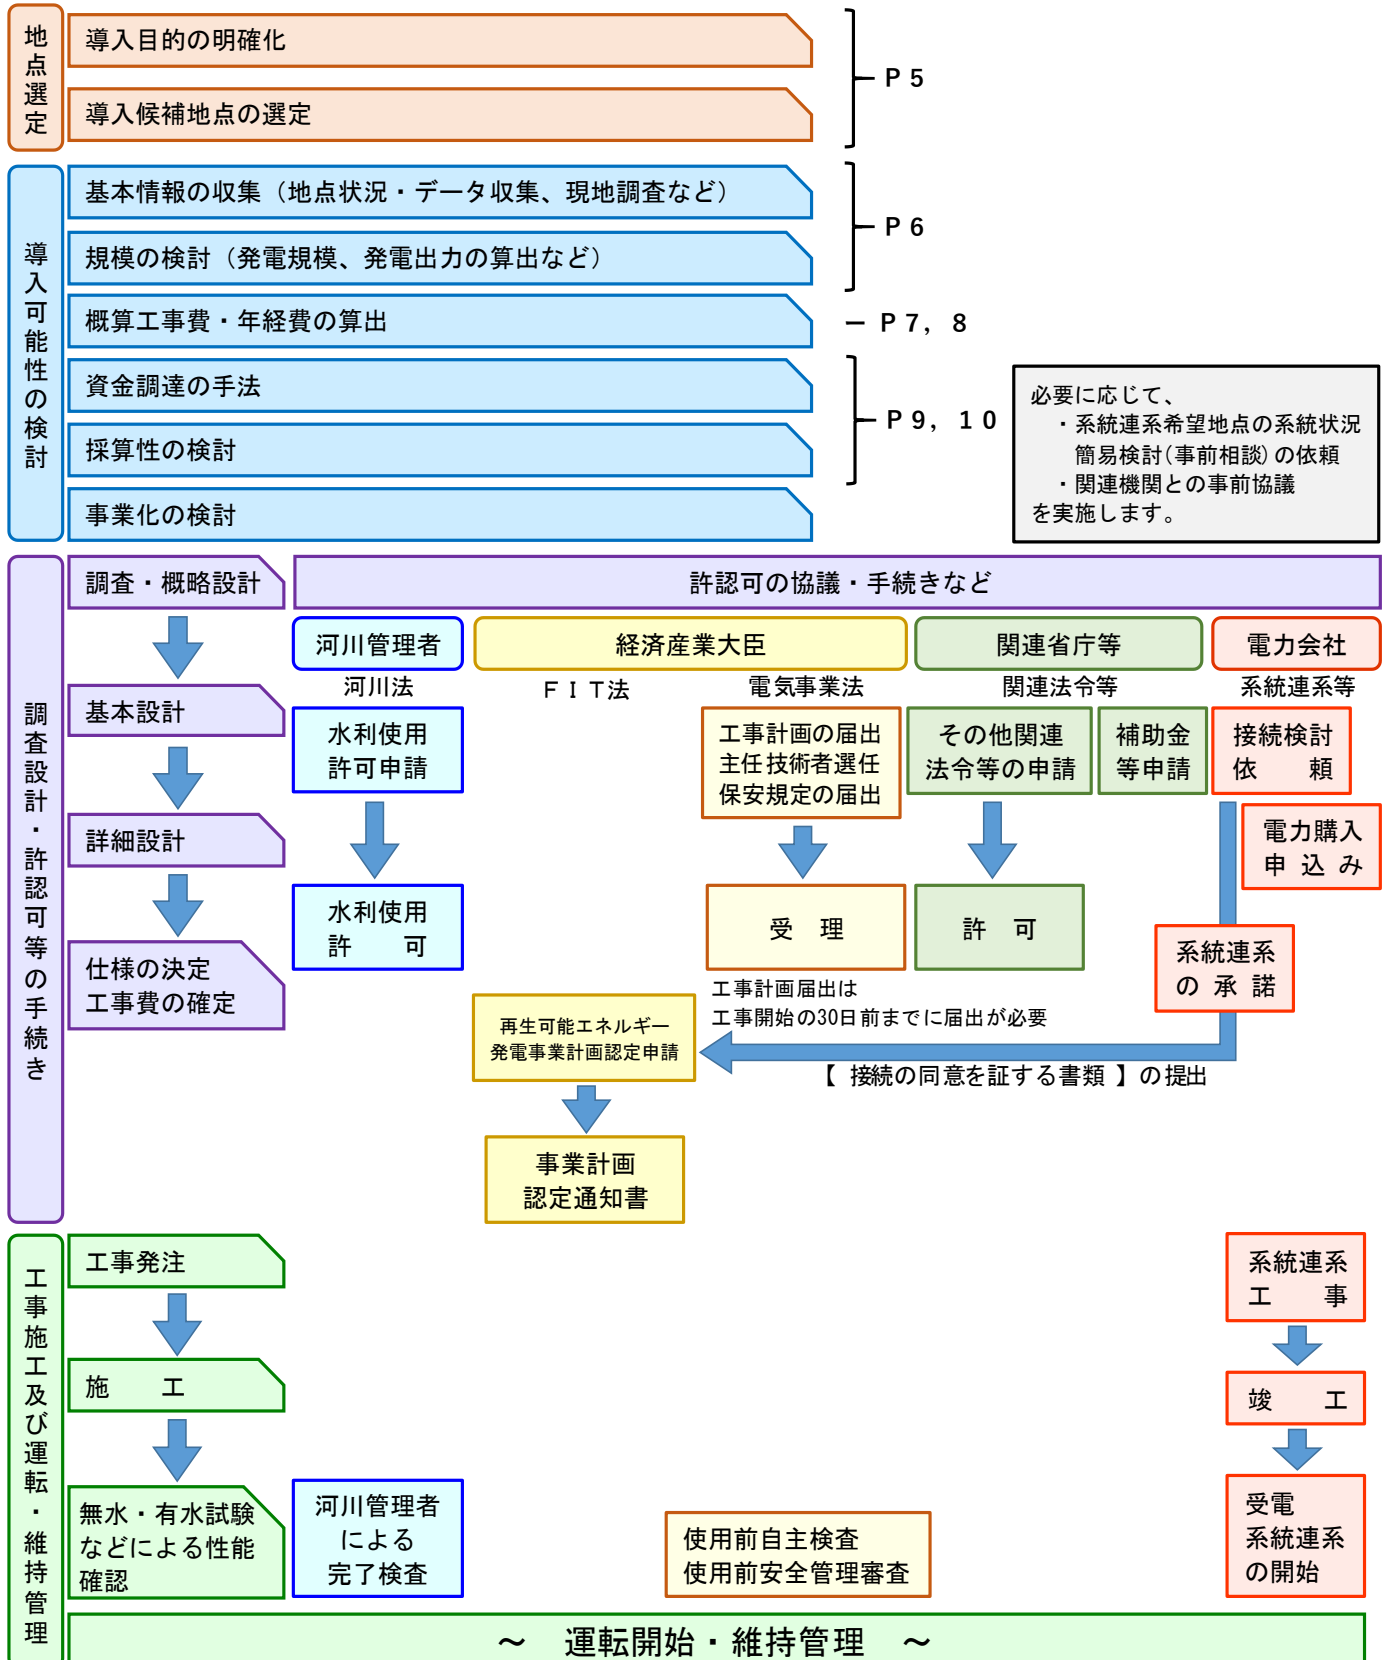 地点選定
導入目的の明確化
導入候補地点の選定
P 5
導入可能性の検討
基本情報の収集（地点状況・データ収集、現地調査など）
規模の検討（発電規模、発電出力の算出など）
P 6
概算工事費・年経費の算出
P 7, 8
資金調達の手法
採算性の検討
P 9, 1 0
事業化の検討
必要に応じて、
・系統連系希望地点の系統状況
簡易検討(事前相談)の依頼
・関連機関との事前協議
を実施します。
調査設計・許認可等の手続き
調査・概略設計
許認可の協議・手続きなど
河川管理者
経済産業大臣
関連省庁等
電力会社
河川法
ＦＩＴ法
電気事業法
関連法令等
系統連系等
基本設計
水利使用
許可申請
工事計画の届出
主任技術者選任
保安規定の届出
その他関連
法令等の申請
補助金
等申請
接続検討
依　　頼
詳細設計
電力購入
申 込 み
水利使用
許　　可
受　理
許　可
系統連系
の 承 諾
仕様の決定
工事費の確定
工事計画届出は
工事開始の30日前までに届出が必要
再生可能エネルギー
発電事業計画認定申請
【 接続の同意を証する書類 】の提出
事業計画
認定通知書
工事施工及び運転・維持管理
工事発注
系統連系
工　　事
施　　工
竣　　工
無水・有水試験
などによる性能
確認
河川管理者
による
完了検査
使用前自主検査
使用前安全管理審査
受電
系統連系
の開始
～　運転開始・維持管理　～